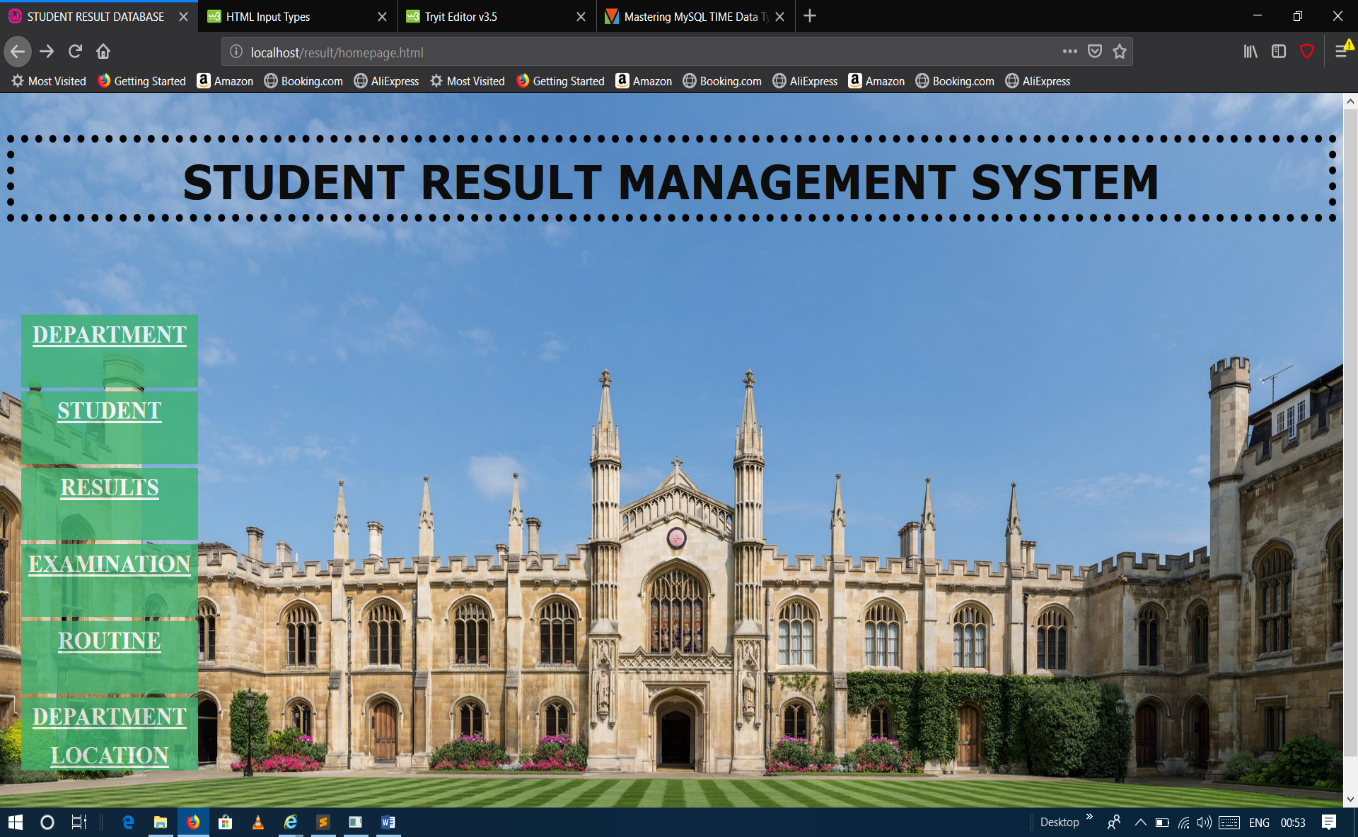 STUDENT RESULT DATABASE
HTML Input Types
Tryit Editor v3.5
Mastering MySQL TIME Data Ty
localhost/result/homepage.html
Most Visited Getting Started Amazon Booking.com AliExpress Most Visited Getting Started Amazon Booking.com AliExpress Amazon Booking.com AliExpress
STUDENT RESULT MANAGEMENT SYSTEM
DEPARTMENT
STUDENT
RESULTS
EXAMINATION
ROUTINE
DEPARTMENT
LOCATION
Desktop ENG 00:53